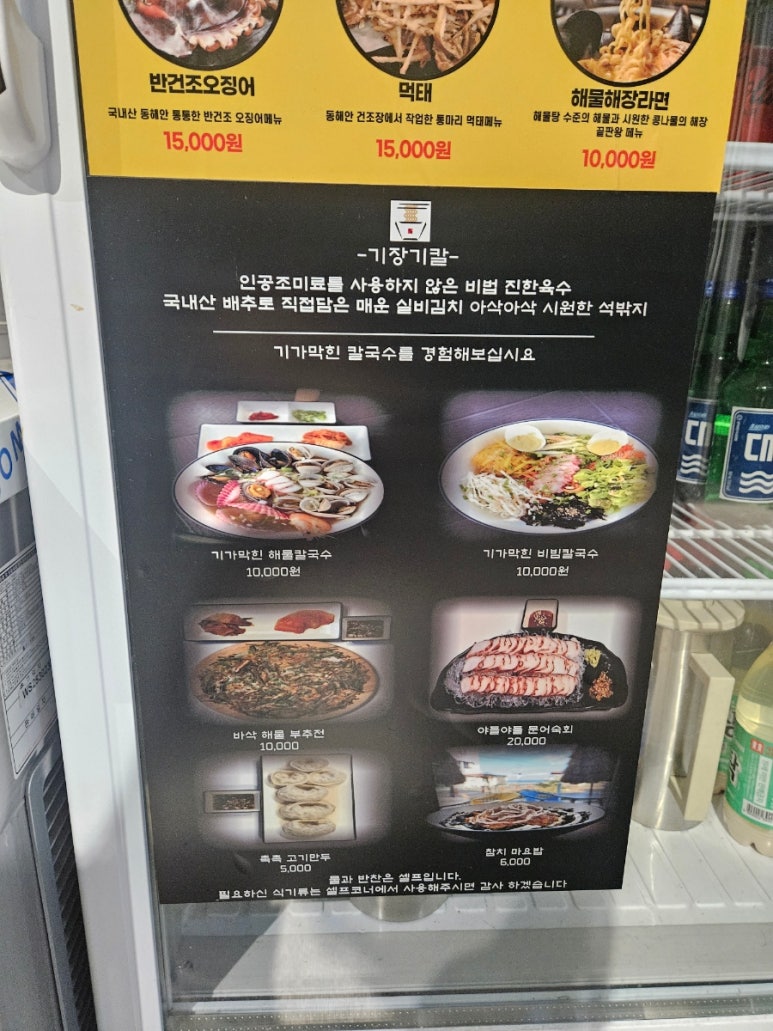 반건조오징어
국내산 동해안 통통한 반건조 오징어메뉴
15,000원
먹태
동해안 건조장에서 작업한 통마리 먹태메뉴
15,000원
해물해장라면
해물탕 수준의 해물과 시원한 콩나물의 해장
끝판왕 메뉴
10,000원
-기장기칼-
인공조미료를 사용하지 않은 비법 진한육수
국내산 배추로 직접담은 매운 실비김치 아삭아삭 시원한 석밖지
기가막힌 칼국수를 경험해보십시요
기가막힌 해물칼국수
10,000원
기가막힌 비빔칼국수
10,000원
바삭 해물 부추전
10,000
야들야들 문어숙회
20,000
촉촉 고기만두
5,000
참치 마요밥
6,000
물과 반찬은 셀프입니다.
필요하신 식기류는 셀프코너에서 사용해주시면 감사 하겠습니다